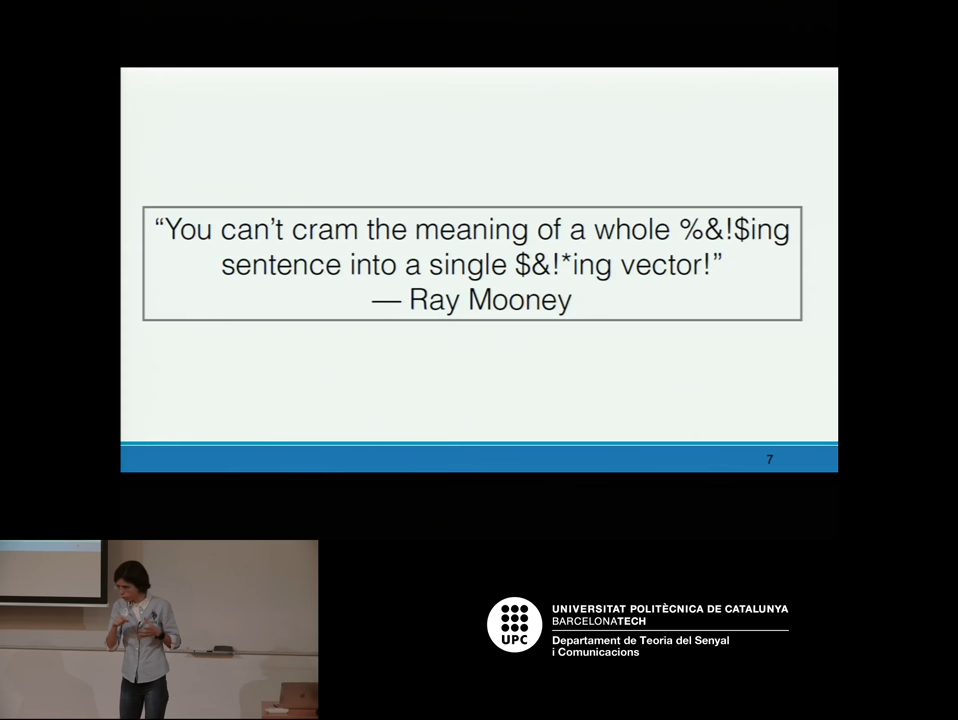 “You can’t cram the meaning of a whole %&!$ing
sentence into a single $&!*ing vector!”
— Ray Mooney
7
UPC
UNIVERSITAT POLITÈCNICA DE CATALUNYA
BARCELONATECH
Departament de Teoria del Senyal
i Comunicacions